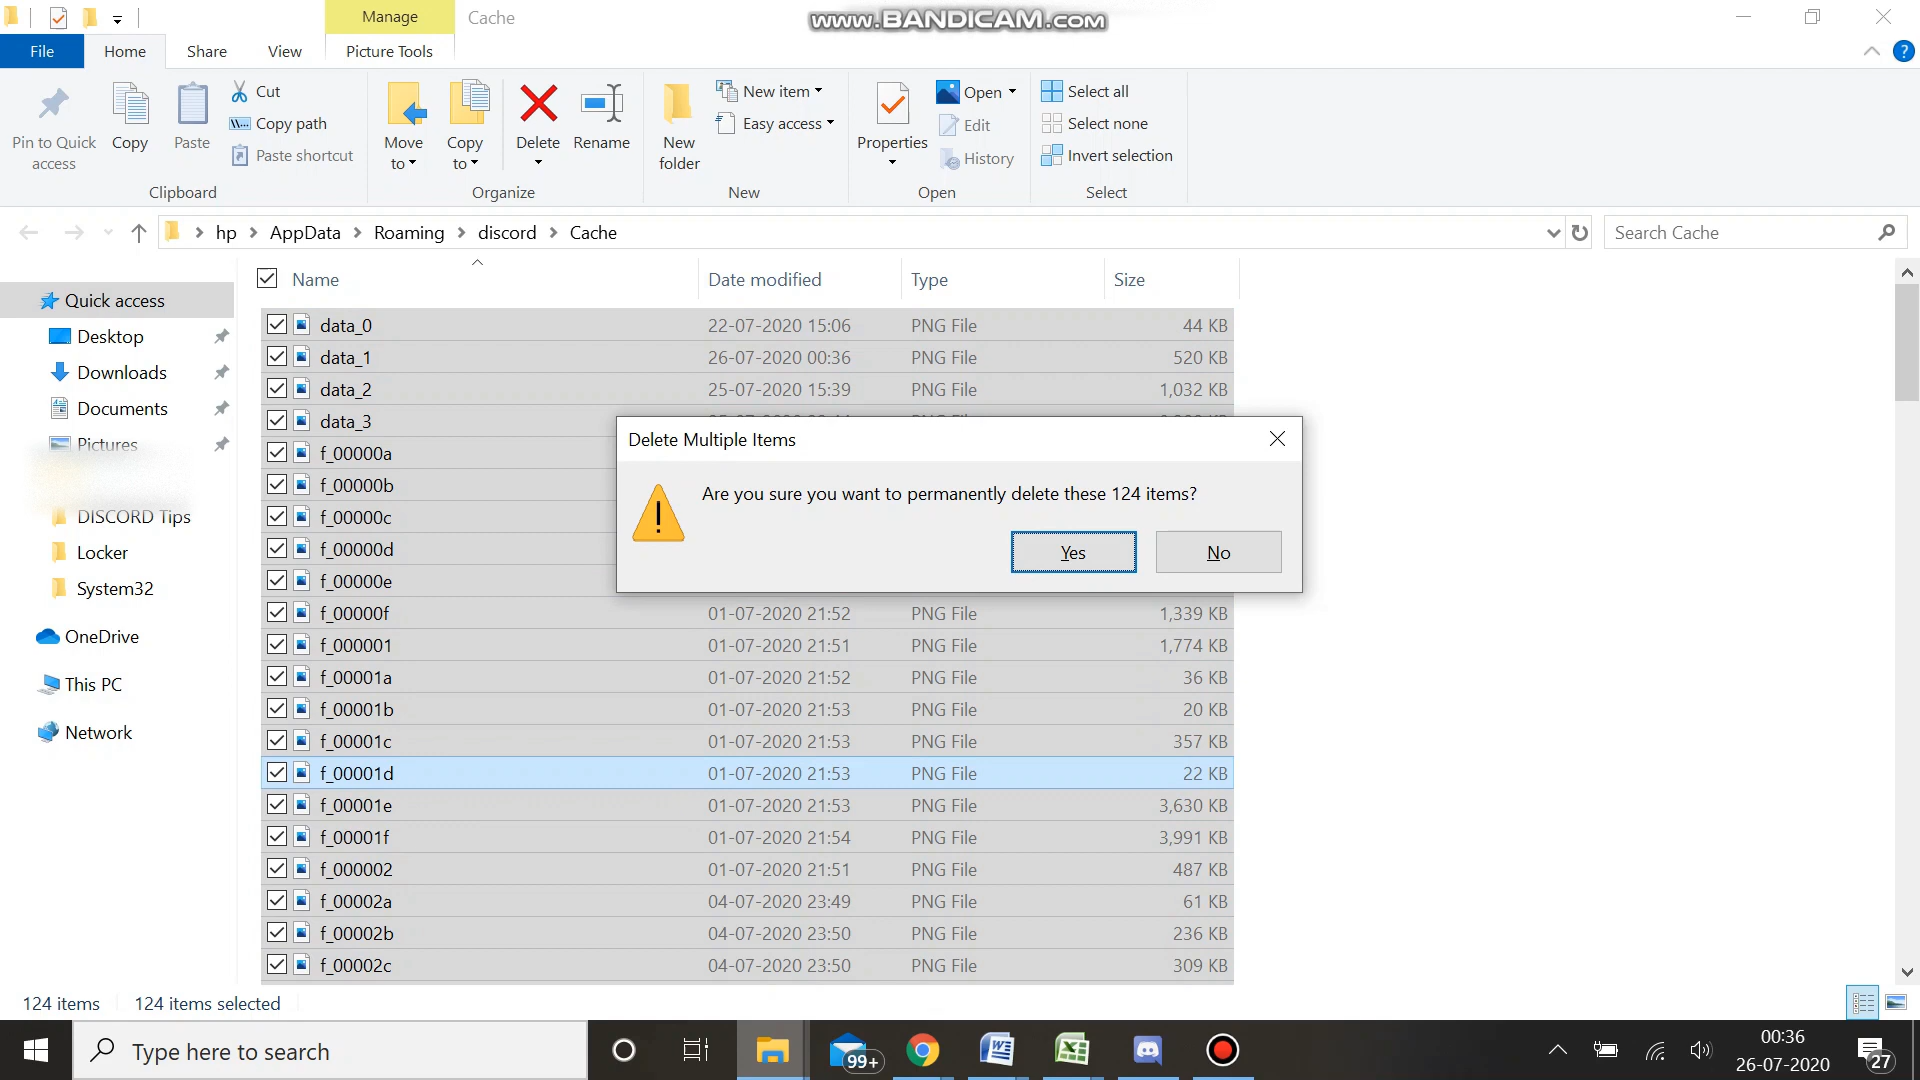 Manage
Cache
www.BANDICAM.com
File
Home
Share
View
Picture Tools
Pin to Quick access
Copy
Paste
Cut
Copy path
Paste shortcut
Clipboard
Move to
Copy to
Delete
Rename
Organize
New folder
New item
Easy access
New
Properties
Open
Edit
History
Open
Select all
Select none
Invert selection
Select
hp
AppData
Roaming
discord
Cache
Search Cache
Name
Date modified
Type
Size
Quick access
Desktop
Downloads
Documents
Pictures
DISCORD Tips
Locker
System32
OneDrive
This PC
Network
data_0 22-07-2020 15:06 PNG File 44 KB
data_1 26-07-2020 00:36 PNG File 520 KB
data_2 25-07-2020 15:39 PNG File 1,032 KB
data_3
f_00000a
f_00000b
f_00000c
f_00000d
f_00000e
f_00000f 01-07-2020 21:52 PNG File 1,339 KB
f_000001 01-07-2020 21:51 PNG File 1,774 KB
f_00001a 01-07-2020 21:52 PNG File 36 KB
f_00001b 01-07-2020 21:53 PNG File 20 KB
f_00001c 01-07-2020 21:53 PNG File 357 KB
f_00001d 01-07-2020 21:53 PNG File 22 KB
f_00001e 01-07-2020 21:53 PNG File 3,630 KB
f_00001f 01-07-2020 21:54 PNG File 3,991 KB
f_000002 01-07-2020 21:51 PNG File 487 KB
f_00002a 04-07-2020 23:49 PNG File 61 KB
f_00002b 04-07-2020 23:50 PNG File 236 KB
f_00002c 04-07-2020 23:50 PNG File 309 KB
Delete Multiple Items
Are you sure you want to permanently delete these 124 items?
Yes
No
124 items
124 items selected
Type here to search
99+
00:36
26-07-2020
27